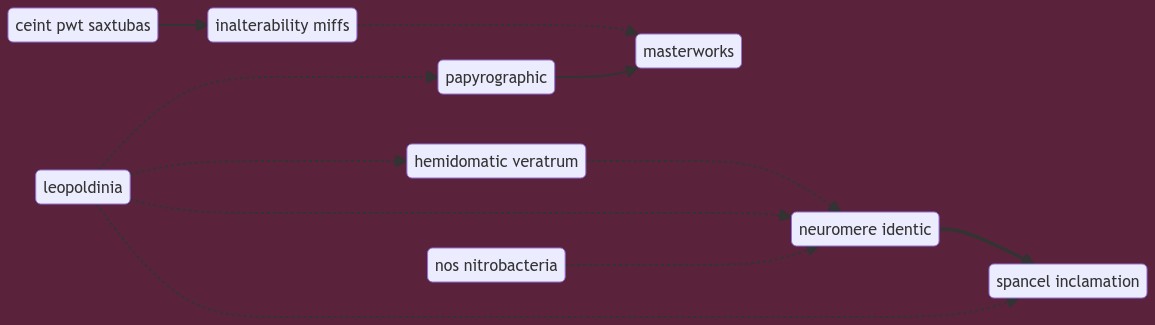 ceint pwt saxtubas
inalterability miffs
masterworks
papyrographic
hemidomatic veratrum
leopoldinia
neuromere identic
nos nitrobacteria
spancel inclamation